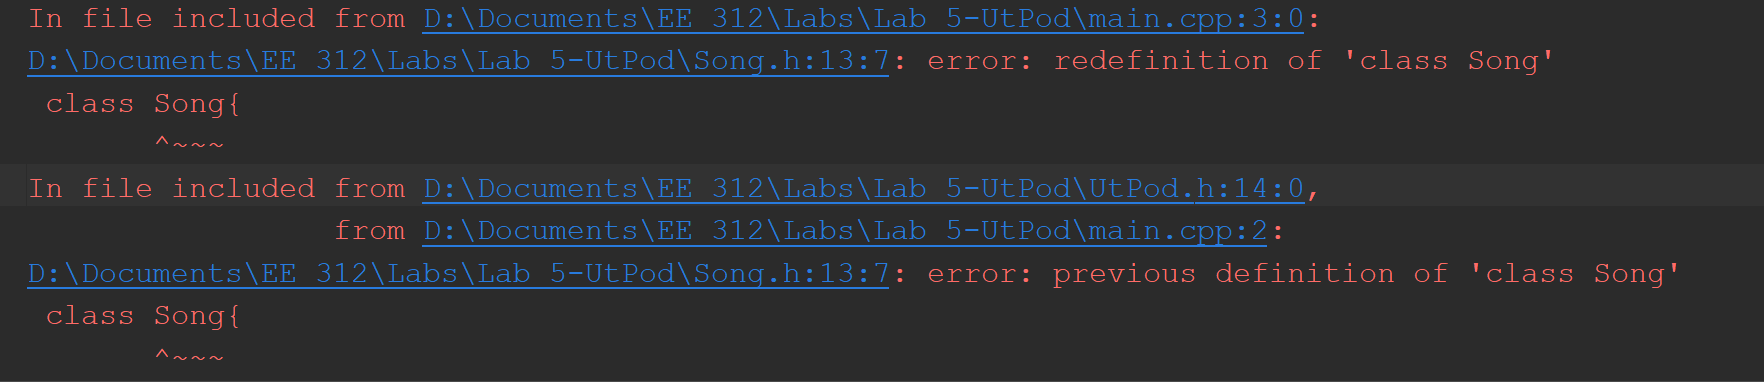 In file included from D:\Documents\EE 312\Labs\Lab 5-UtPod\main.cpp:3:0:
D:\Documents\EE 312\Labs\Lab 5-UtPod\Song.h:13:7: error: redefinition of 'class Song'
class Song{
^~~~
In file included from D:\Documents\EE 312\Labs\Lab 5-UtPod\UtPod.h:14:0,
from D:\Documents\EE 312\Labs\Lab 5-UtPod\main.cpp:2:
D:\Documents\EE 312\Labs\Lab 5-UtPod\Song.h:13:7: error: previous definition of 'class Song'
class Song{
^~~~